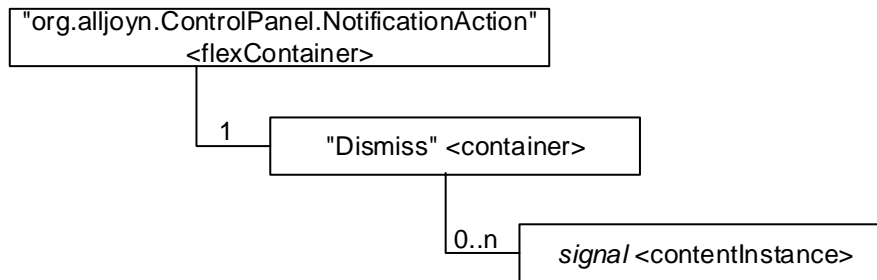 "org.alljoyn.ControlPanel.NotificationAction"
<flexContainer>
1
"Dismiss" <container>
0..n
signal <contentInstance>